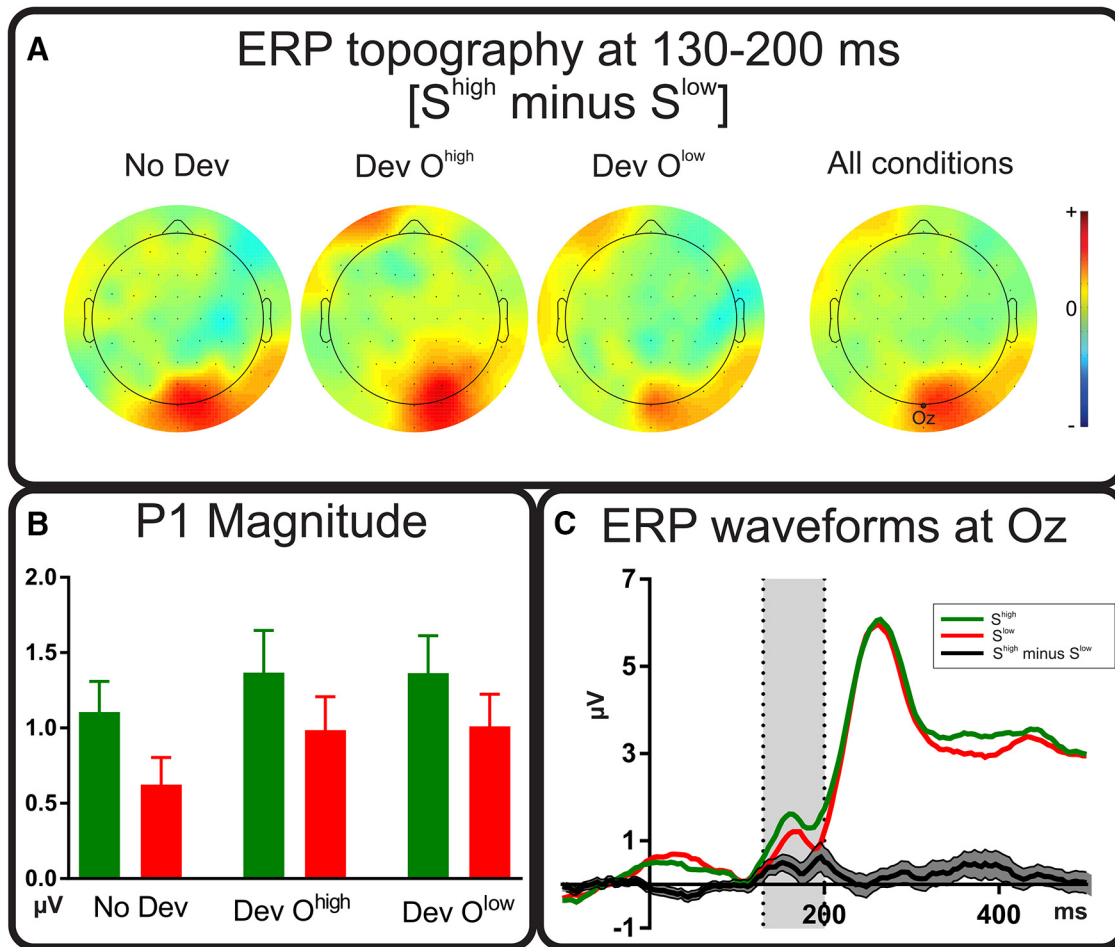 A
ERP topography at 130-200 ms
[S^high minus S^low]
No Dev Dev O^high Dev O^low All conditions
+
0
-
Oz
B P1 Magnitude
2.0
1.5
1.0
0.5
0.0
µV
No Dev Dev O^high Dev O^low
C ERP waveforms at Oz
7
5
3
1
-1
µV
S^high
S^low
S^high minus S^low
200 400 ms